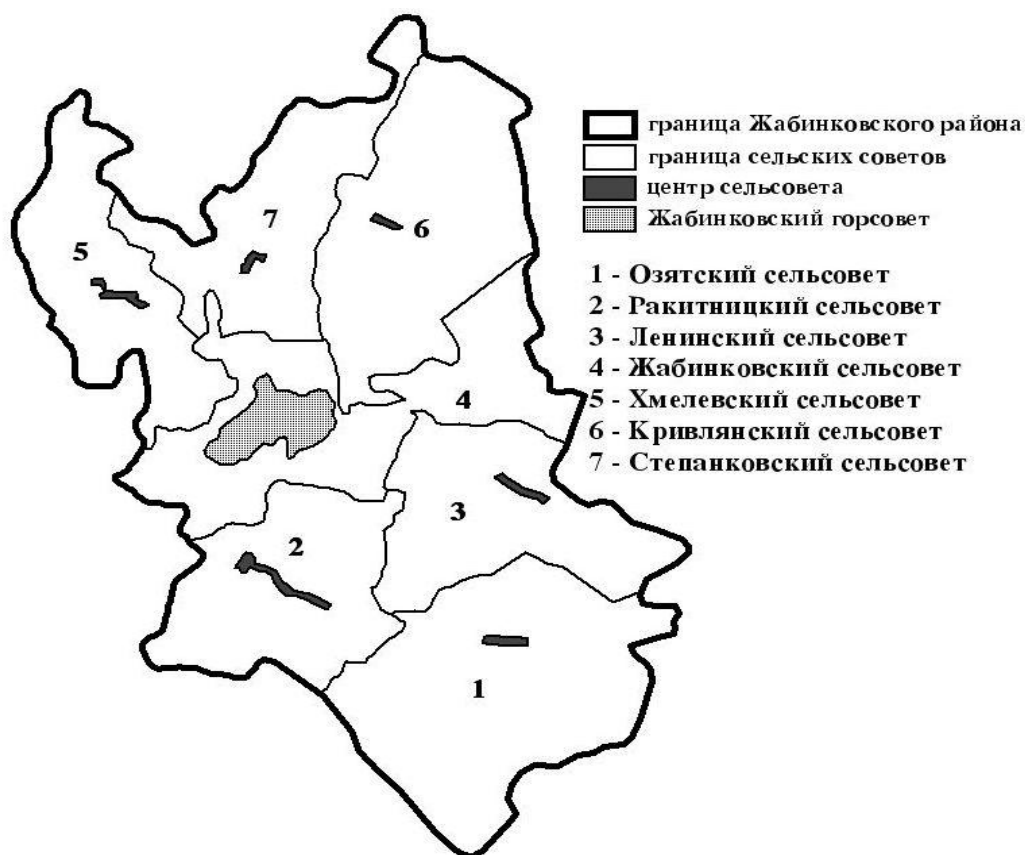 граница Жабинковского района
граница сельских советов
центр сельсовета
Жабинковский горсовет
1 - Озятский сельсовет
2 - Ракитницкий сельсовет
3 - Ленинский сельсовет
4 - Жабинковский сельсовет
5 - Хмелевский сельсовет
6 - Кривлянский сельсовет
7 - Степанковский сельсовет
7
6
5
4
3
2
1